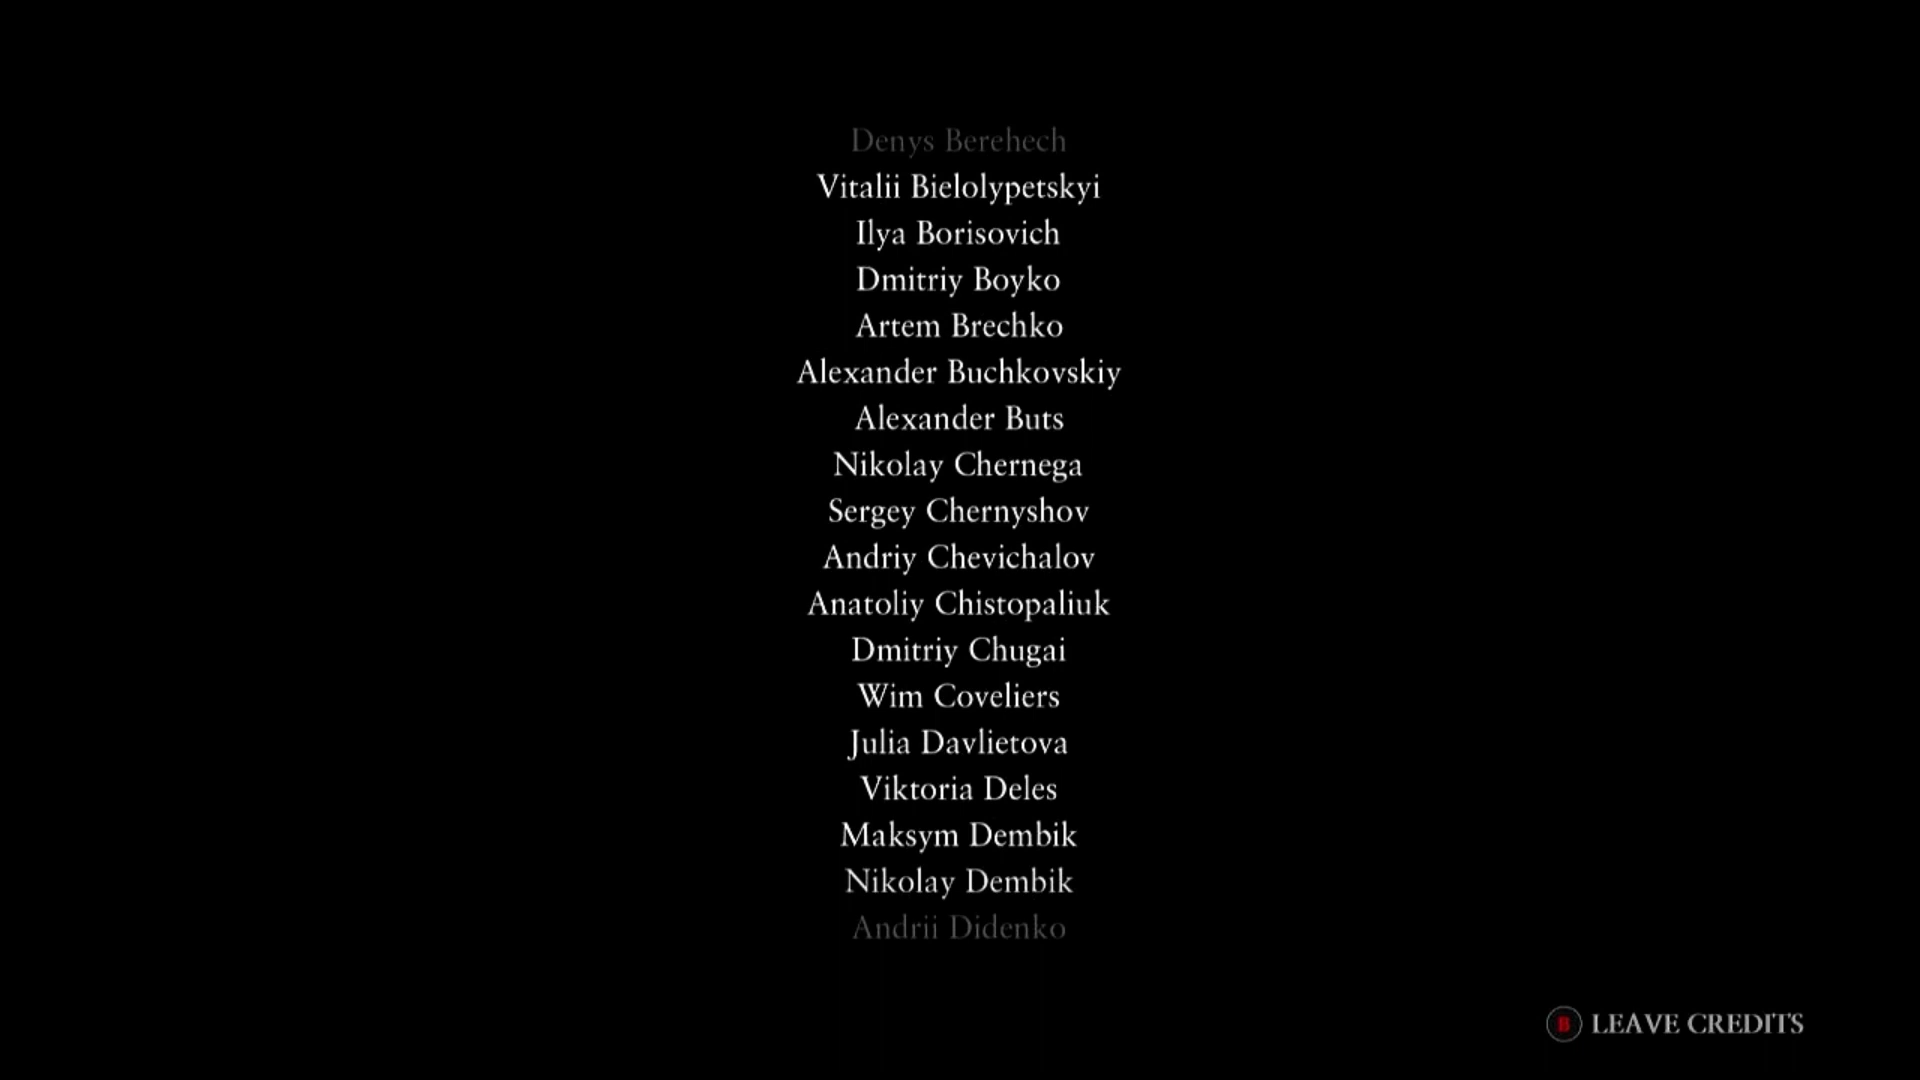 Denys Berehech
Vitalii Bielolypetskyi
Ilya Borisovich
Dmitriy Boyko
Artem Brechko
Alexander Buchkovskiy
Alexander Buts
Nikolay Chernega
Sergey Chernyshov
Andriy Chevichalov
Anatoliy Chistopaliuk
Dmitriy Chugai
Wim Coveliers
Julia Davlietova
Viktoria Deles
Maksym Dembik
Nikolay Dembik
Andrii Didenko
B LEAVE CREDITS